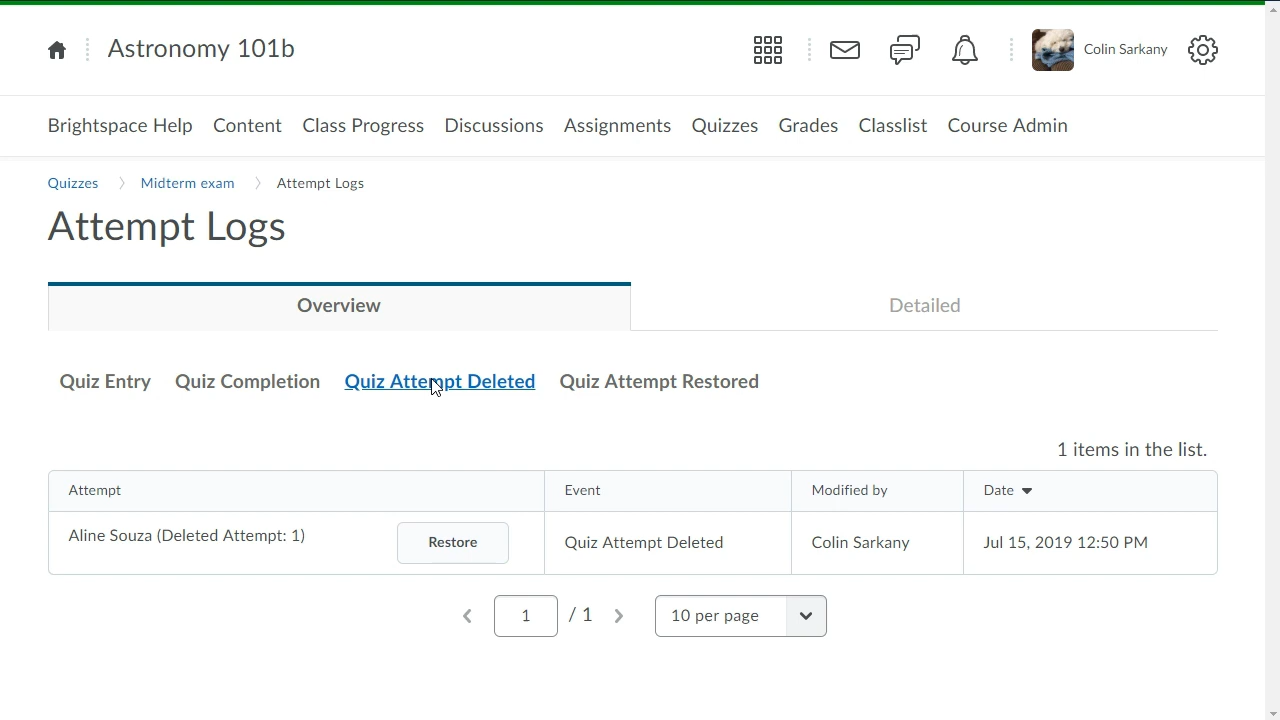 Astronomy 101b
Colin Sarkany
Brightspace Help Content Class Progress Discussions Assignments Quizzes Grades Classlist Course Admin
Quizzes Midterm exam Attempt Logs
Attempt Logs
Overview Detailed
Quiz Entry Quiz Completion Quiz Attempt Deleted Quiz Attempt Restored
1 items in the list.
Attempt Event Modified by Date
Aline Souza (Deleted Attempt: 1) Restore Quiz Attempt Deleted Colin Sarkany Jul 15, 2019 12:50 PM
1 / 1 10 per page